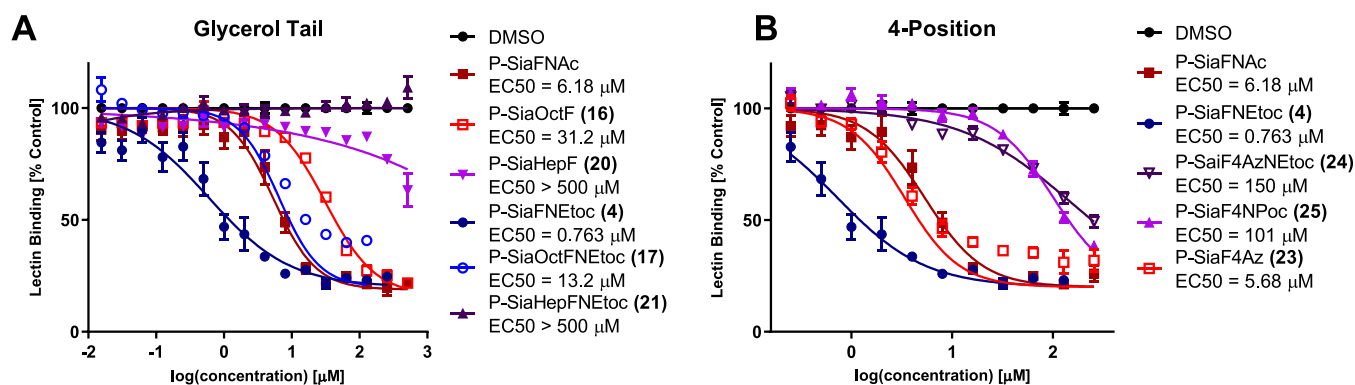 A
Glycerol Tail
Lectin Binding [% Control]
100
50
0
-2
-1
0
1
2
3
log(concentration) [μM]
DMSO
P-SiaFNAc
EC50 = 6.18 μM
P-SiaOctF (16)
EC50 = 31.2 μM
P-SiaHepF (20)
EC50 > 500 μM
P-SiaFNEtoc (4)
EC50 = 0.763 μM
P-SiaOctFNEtoc (17)
EC50 = 13.2 μM
P-SiaHepFNEtoc (21)
EC50 > 500 μM
B
4-Position
Lectin Binding [% Control]
100
50
0
0
1
2
log(concentration) [μM]
DMSO
P-SiaFNAc
EC50 = 6.18 μM
P-SiaFNEtoc (4)
EC50 = 0.763 μM
P-SaiF4AzNEtoc (24)
EC50 = 150 μM
P-SiaF4NPoc (25)
EC50 = 101 μM
P-SiaF4Az (23)
EC50 = 5.68 μM